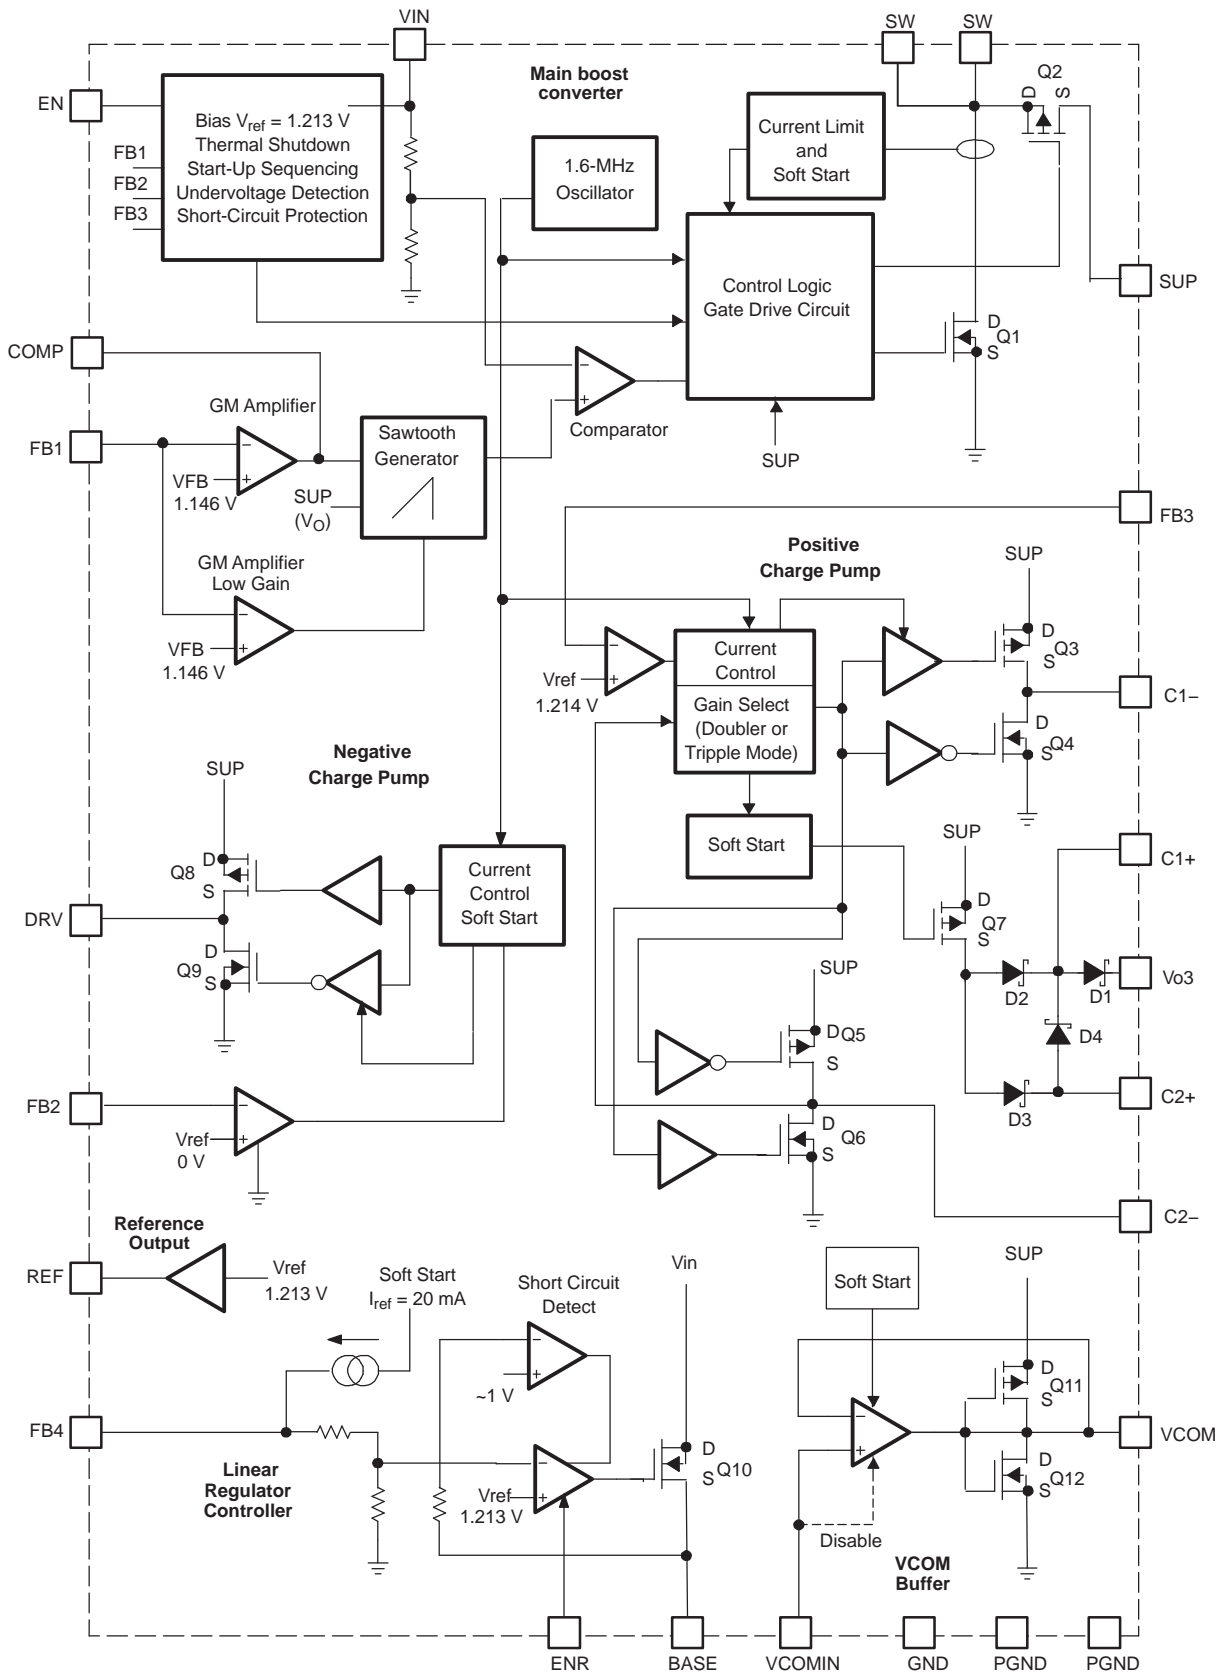 VIN
SW
SW
Main boost
converter
Q2
D
S
EN
Bias Vref = 1.213 V
Thermal Shutdown
Start-Up Sequencing
Undervoltage Detection
Short-Circuit Protection
FB1
FB2
FB3
1.6-MHz
Oscillator
Current Limit
and
Soft Start
Control Logic
Gate Drive Circuit
SUP
D
Q1
S
COMP
GM Amplifier
FB1
−
+
VFB
1.146 V
Sawtooth
Generator
SUP
(VO)
−
+
Comparator
SUP
FB3
GM Amplifier
Low Gain
−
+
VFB
1.146 V
Positive
Charge Pump
SUP
−
+
Vref
1.214 V
Current
Control
Gain Select
(Doubler or
Tripple Mode)
D
Q3
S
C1−
D
Q4
S
Negative
Charge Pump
SUP
Soft Start
SUP
C1+
D
Q8
S
Current
Control
Soft Start
D
Q7
S
DRV
D
Q9
S
SUP
Vo3
D2
D1
D Q5
S
D4
FB2
−
+
Vref
0 V
C2+
D3
D
Q6
S
C2−
Reference
Output
REF
Vref
1.213 V
Soft Start
Iref = 20 mA
Short Circuit
Detect
Vin
Soft Start
SUP
−
+
~1 V
D
Q11
S
FB4
−
+
VCOM
Linear
Regulator
Controller
−
+
Vref
1.213 V
D
Q10
S
D
Q12
S
Disable
VCOM
Buffer
ENR
BASE
VCOMIN
GND
PGND
PGND